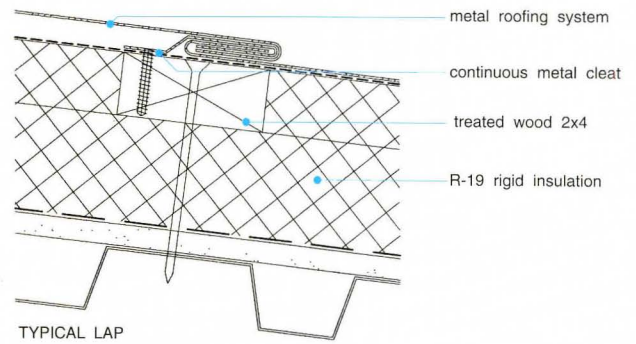 metal roofing system
continuous metal cleat
treated wood 2x4
R-19 rigid insulation
TYPICAL LAP